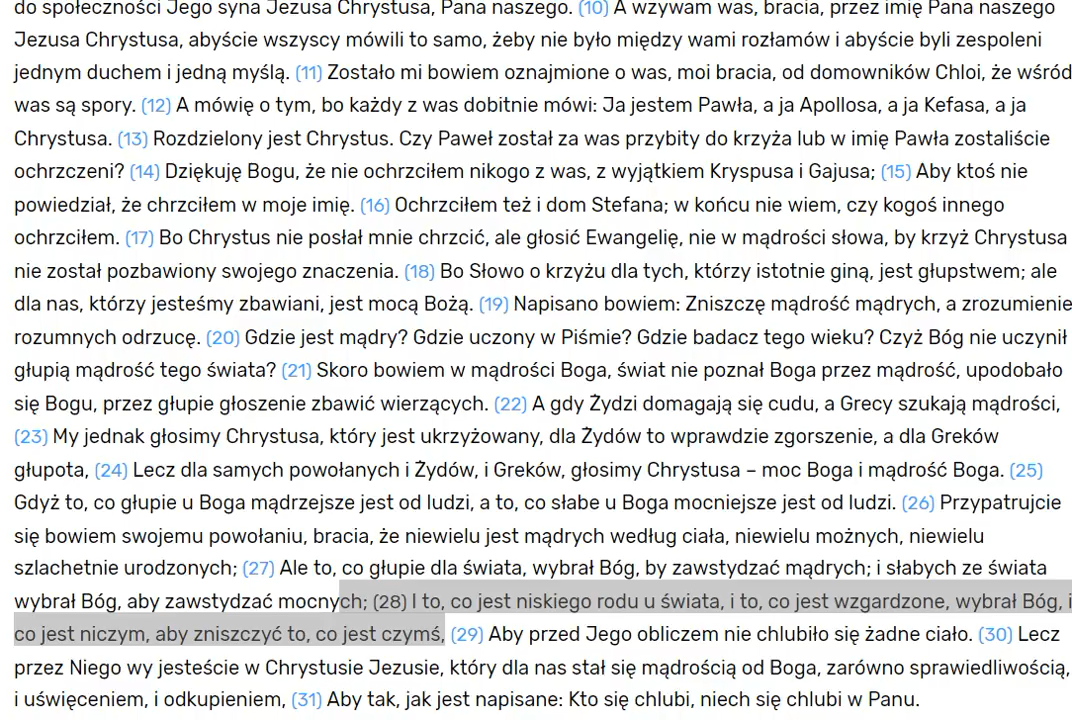 do społeczności Jego syna Jezusa Chrystusa, Pana naszego. (10) A wzywam was, bracia, przez imię Pana naszego
Jezusa Chrystusa, abyście wszyscy mówili to samo, żeby nie było między wami rozłamów i abyście byli zespoleni
jednym duchem i jedną myślą. (11) Zostało mi bowiem oznajmione o was, moi bracia, od domowników Chloi, że wśród
was są spory. (12) A mówię o tym, bo każdy z was dobitnie mówi: Ja jestem Pawła, a ja Apollosa, a ja Kefasa, a ja
Chrystusa. (13) Rozdzielony jest Chrystus. Czy Paweł został za was przybity do krzyża lub w imię Pawła zostaliście
ochrzczeni? (14) Dziękuję Bogu, że nie ochrzciłem nikogo z was, z wyjątkiem Kryspusa i Gajusa; (15) Aby ktoś nie
powiedział, że chrzciłem w moje imię. (16) Ochrzciłem też i dom Stefana; w końcu nie wiem, czy kogoś innego
ochrzciłem. (17) Bo Chrystus nie posłał mnie chrzcić, ale głosić Ewangelię, nie w mądrości słowa, by krzyż Chrystusa
nie został pozbawiony swojego znaczenia. (18) Bo Słowo o krzyżu dla tych, którzy istotnie giną, jest głupstwem; ale
dla nas, którzy jesteśmy zbawiani, jest mocą Bożą. (19) Napisano bowiem: Zniszczę mądrość mądrych, a zrozumienie
rozumnych odrzucę. (20) Gdzie jest mądry? Gdzie uczony w Piśmie? Gdzie badacz tego wieku? Czyż Bóg nie uczynił
głupią mądrość tego świata? (21) Skoro bowiem w mądrości Boga, świat nie poznał Boga przez mądrość, upodobało
się Bogu, przez głupie głoszenie zbawić wierzących. (22) A gdy Żydzi domagają się cudu, a Grecy szukają mądrości,
(23) My jednak głosimy Chrystusa, który jest ukrzyżowany, dla Żydów to wprawdzie zgorszenie, a dla Greków
głupota, (24) Lecz dla samych powołanych i Żydów, i Greków, głosimy Chrystusa – moc Boga i mądrość Boga. (25)
Gdyż to, co głupie u Boga mądrzejsze jest od ludzi, a to, co słabe u Boga mocniejsze jest od ludzi. (26) Przypatrujcie
się bowiem swojemu powołaniu, bracia, że niewielu jest mądrych według ciała, niewielu możnych, niewielu
szlachetnie urodzonych; (27) Ale to, co głupie dla świata, wybrał Bóg, by zawstydzać mądrych; i słabych ze świata
wybrał Bóg, aby zawstydzać mocnych; (28) I to, co jest niskiego rodu u świata, i to, co jest wzgardzone, wybrał Bóg, i
co jest niczym, aby zniszczyć to, co jest czymś, (29) Aby przed Jego obliczem nie chlubiło się żadne ciało. (30) Lecz
przez Niego wy jesteście w Chrystusie Jezusie, który dla nas stał się mądrością od Boga, zarówno sprawiedliwością,
i uświęceniem, i odkupieniem, (31) Aby tak, jak jest napisane: Kto się chlubi, niech się chlubi w Panu.